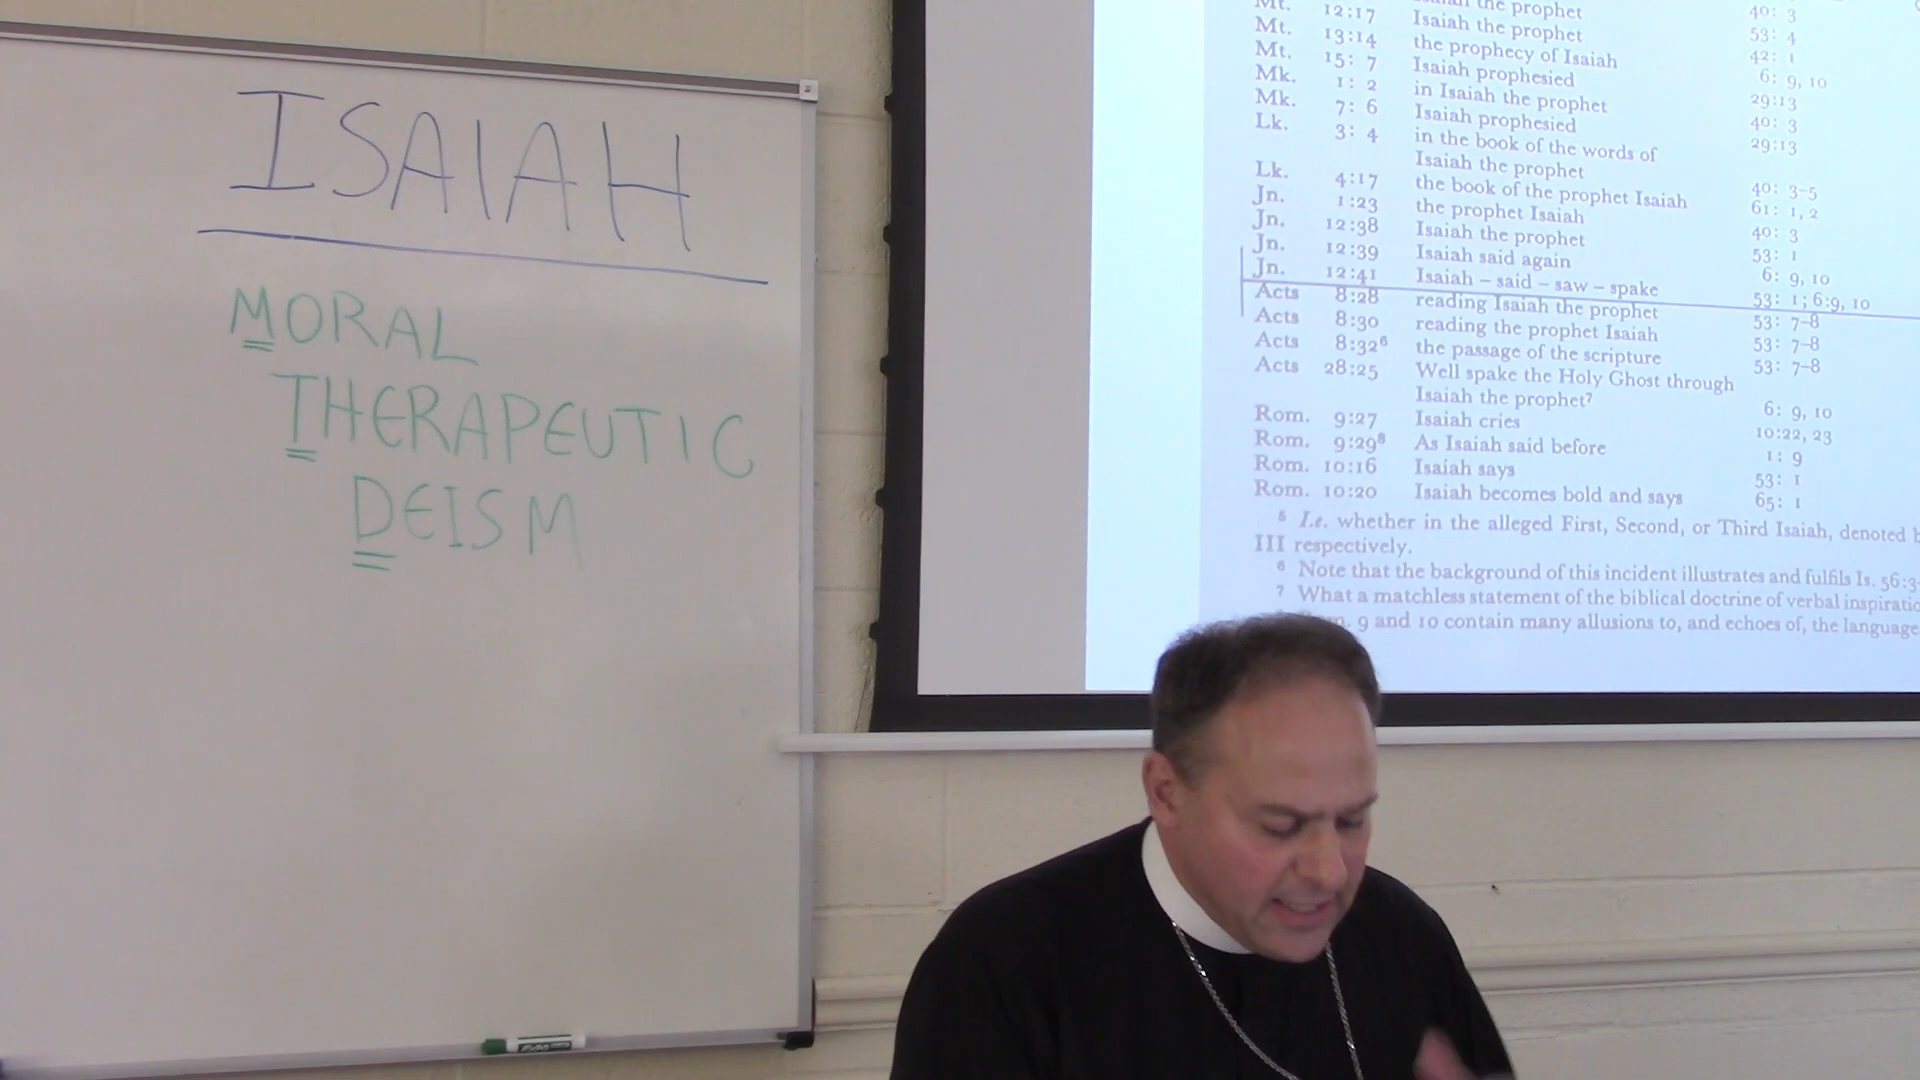 ISAIAH
MORAL
THERAPEUTIC
DEISM
40: 3
the prophet 53: 4
Mt. 12:17 Isaiah the prophet 42: 1
Mt. 13:14 the prophecy of Isaiah 6: 9, 10
Mt. 15: 7 Isaiah prophesied 29:13
Mk. 1: 2 in Isaiah the prophet 40: 3
Mk. 7: 6 Isaiah prophesied 29:13
Lk. 3: 4 in the book of the words of
Isaiah the prophet 40: 3–5
Lk. 4:17 the book of the prophet Isaiah 61: 1, 2
Jn. 1:23 the prophet Isaiah 40: 3
Jn. 12:38 Isaiah the prophet 53: 1
Jn. 12:39 Isaiah said again 6: 9, 10
Jn. 12:41 Isaiah – said – saw – spake 53: 1; 6:9, 10
Acts 8:28 reading Isaiah the prophet 53: 7–8
Acts 8:30 reading the prophet Isaiah 53: 7–8
Acts 8:32⁶ the passage of the scripture 53: 7–8
Acts 28:25 Well spake the Holy Ghost through
Isaiah the prophet⁷ 6: 9, 10
Rom. 9:27 Isaiah cries 10:22, 23
Rom. 9:29⁸ As Isaiah said before 1: 9
Rom. 10:16 Isaiah says 53: 1
Rom. 10:20 Isaiah becomes bold and says 65: 1
⁵ I.e. whether in the alleged First, Second, or Third Isaiah, denoted
III respectively.
⁶ Note that the background of this incident illustrates and fulfils Is. 56:3
⁷ What a matchless statement of the biblical doctrine of verbal
9 and 10 contain many allusions to, and echoes of, the language